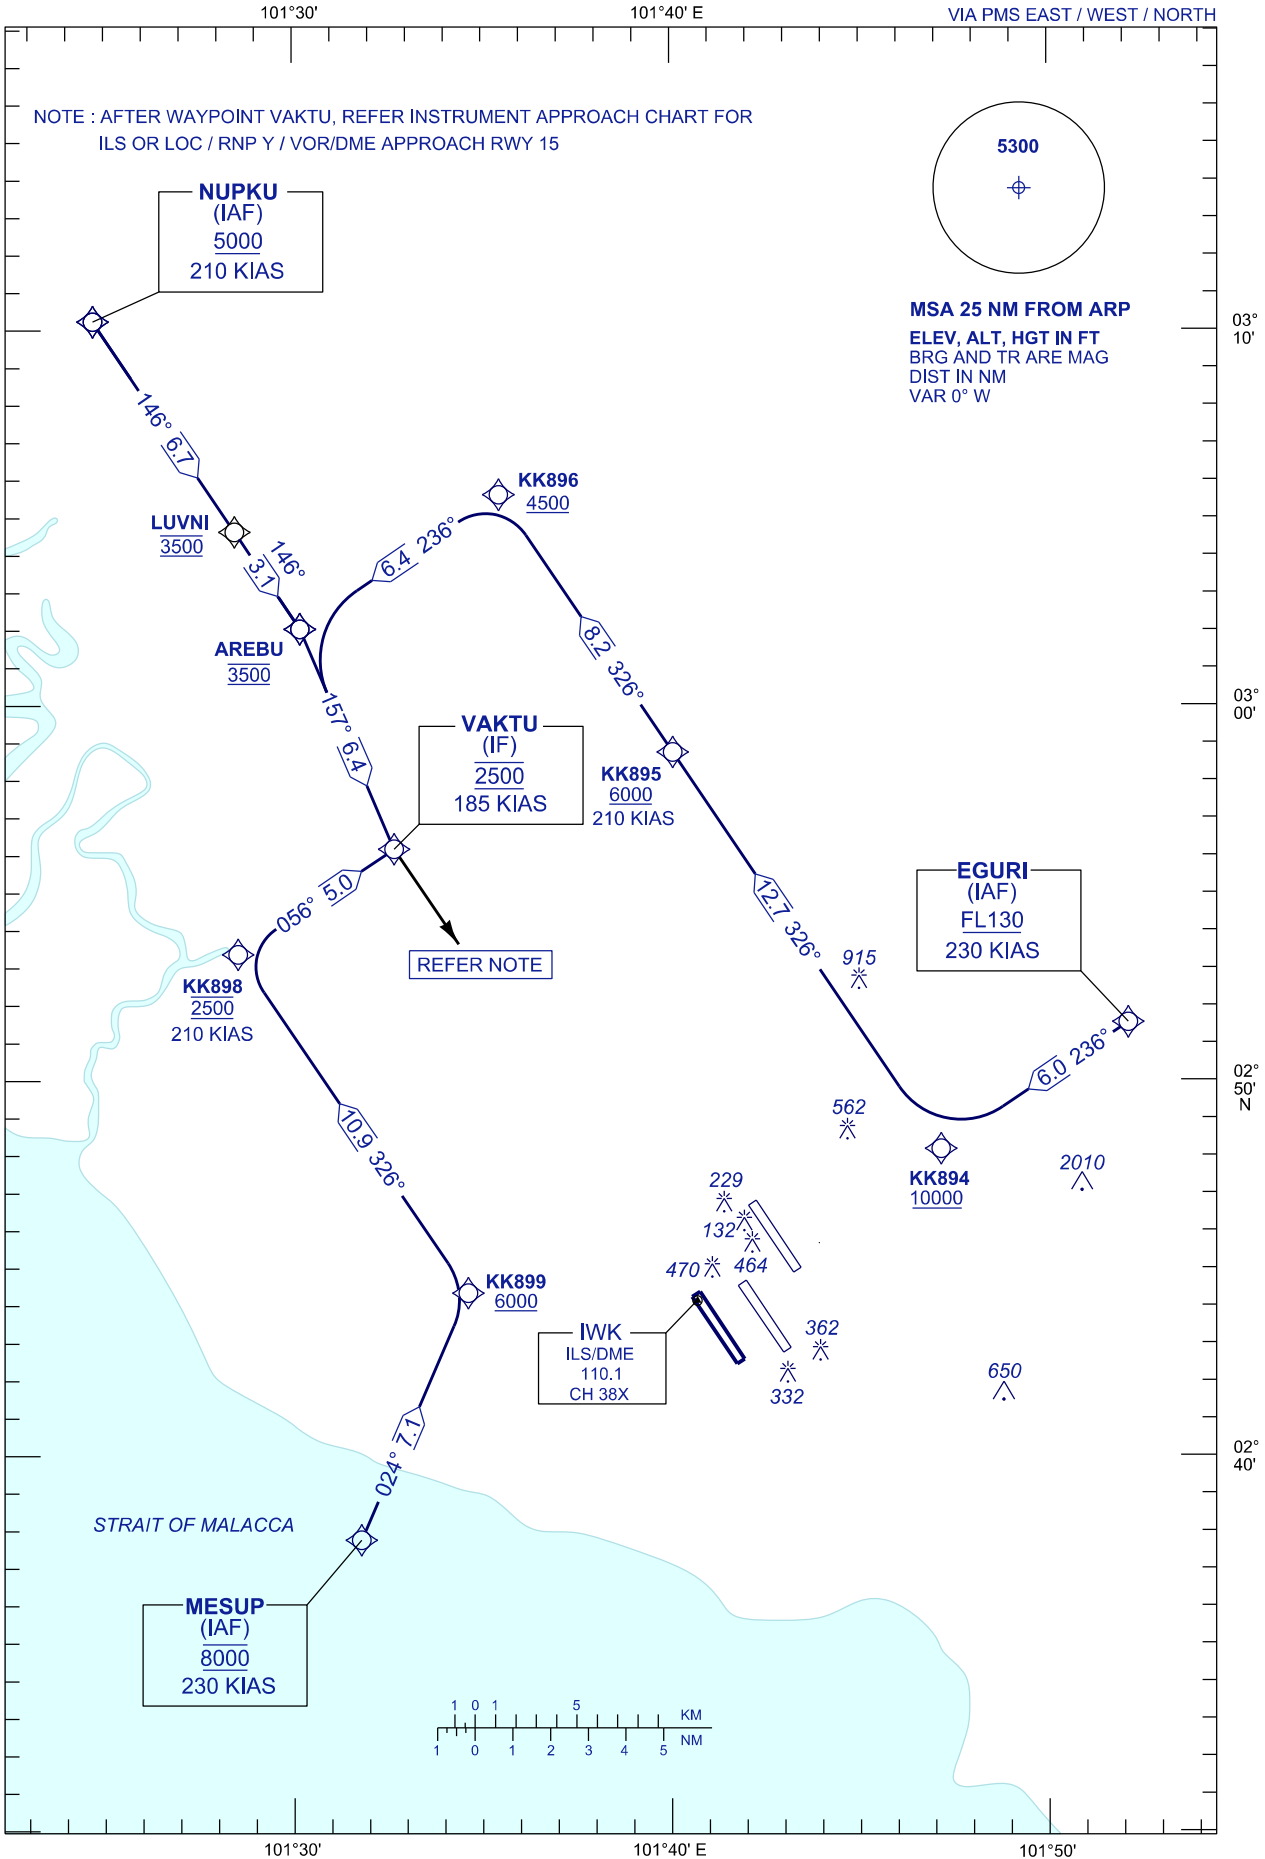 101°30'
101°40' E
VIA PMS EAST / WEST / NORTH
NOTE : AFTER WAYPOINT VAKTU, REFER INSTRUMENT APPROACH CHART FOR
ILS OR LOC / RNP Y / VOR/DME APPROACH RWY 15
5300
NUPKU
(IAF)
5000
210 KIAS
MSA 25 NM FROM ARP
ELEV, ALT, HGT IN FT
BRG AND TR ARE MAG
DIST IN NM
VAR 0° W
03°
10'
146° 6.7
KK896
4500
LUVNI
3500
6.4 236°
146°
3.1
AREBU
3500
8.2 326°
03°
00'
157° 6.4
VAKTU
(IF)
2500
185 KIAS
KK895
6000
210 KIAS
EGURI
(IAF)
FL130
230 KIAS
12.7 326°
056° 5.0
915
REFER NOTE
KK898
2500
210 KIAS
6.0 236°
02°
50'
N
10.9 326°
562
2010
KK894
10000
229
132
464
470
KK899
6000
IWK
ILS/DME
110.1
CH 38X
362
332
650
024° 7.1
02°
40'
STRAIT OF MALACCA
MESUP
(IAF)
8000
230 KIAS
1 0 1 5 KM
1 0 1 2 3 4 5 NM
101°30'
101°40' E
101°50'